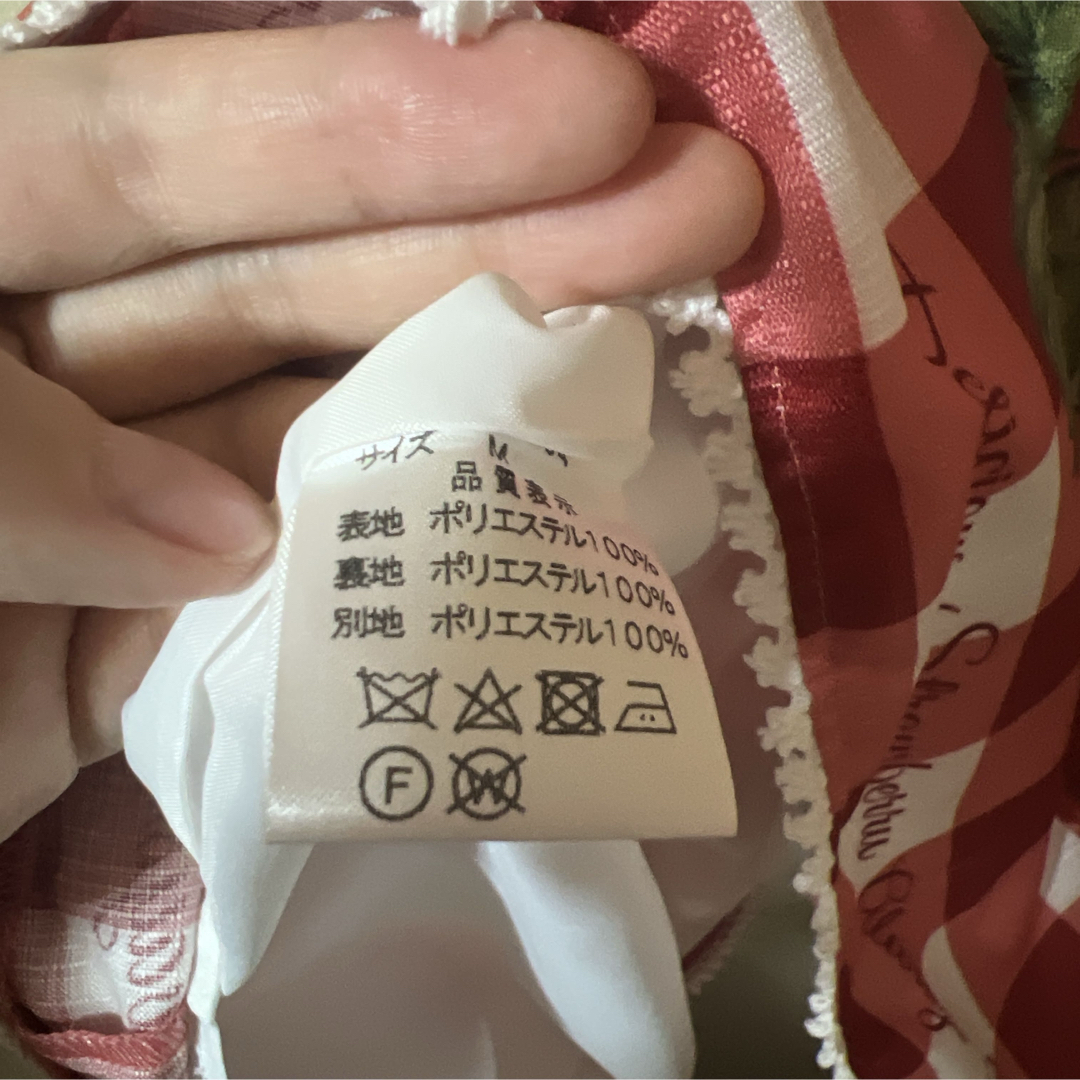 サイズ M
品質表示
表地 ポリエステル100%
裏地 ポリエステル100%
別地 ポリエステル100%
F W
Strawberry